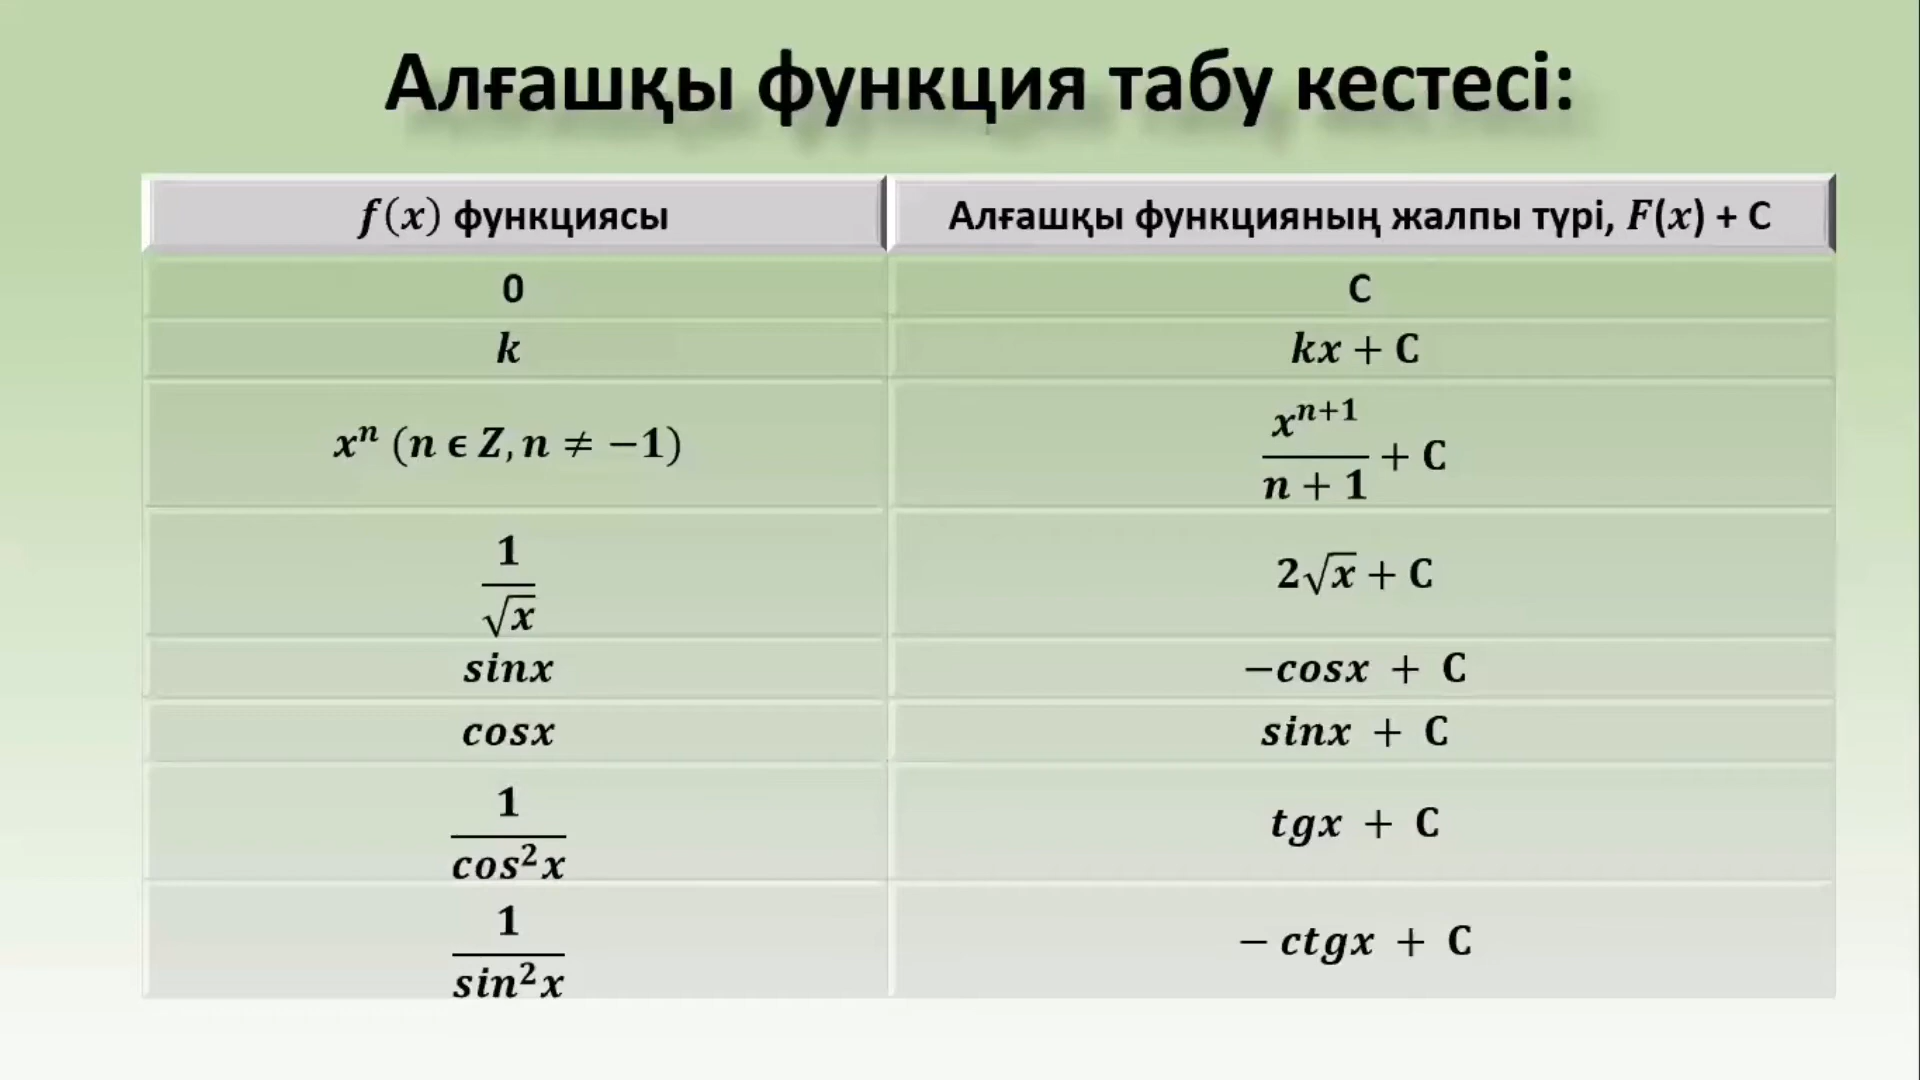 Алғашқы функция табу кестесі:
f(x) функциясы	Алғашқы функцияның жалпы түрі, F(x) + C
0	C
k	kx + C
xⁿ (n ϵ Z, n ≠ −1)	xⁿ⁺¹/(n + 1) + C
1/√x	2√x + C
sinx	−cosx + C
cosx	sinx + C
1/cos²x	tgx + C
1/sin²x	− ctgx + C